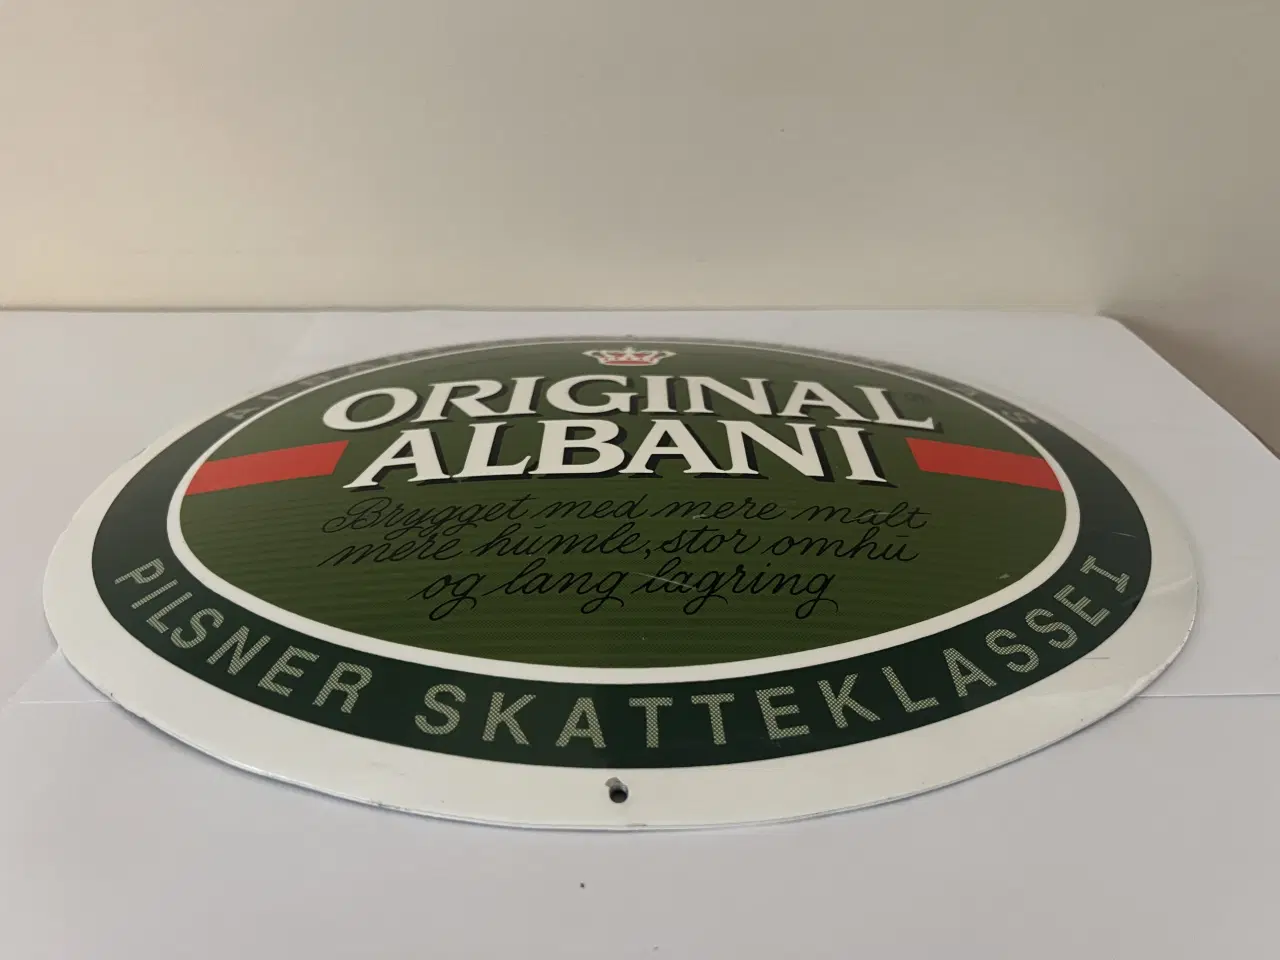 ORIGINAL
ALBANI
Brygget med mere malt
mere humle, stor omhu
og lang lagring
PILSNER SKATTEKLASSE I